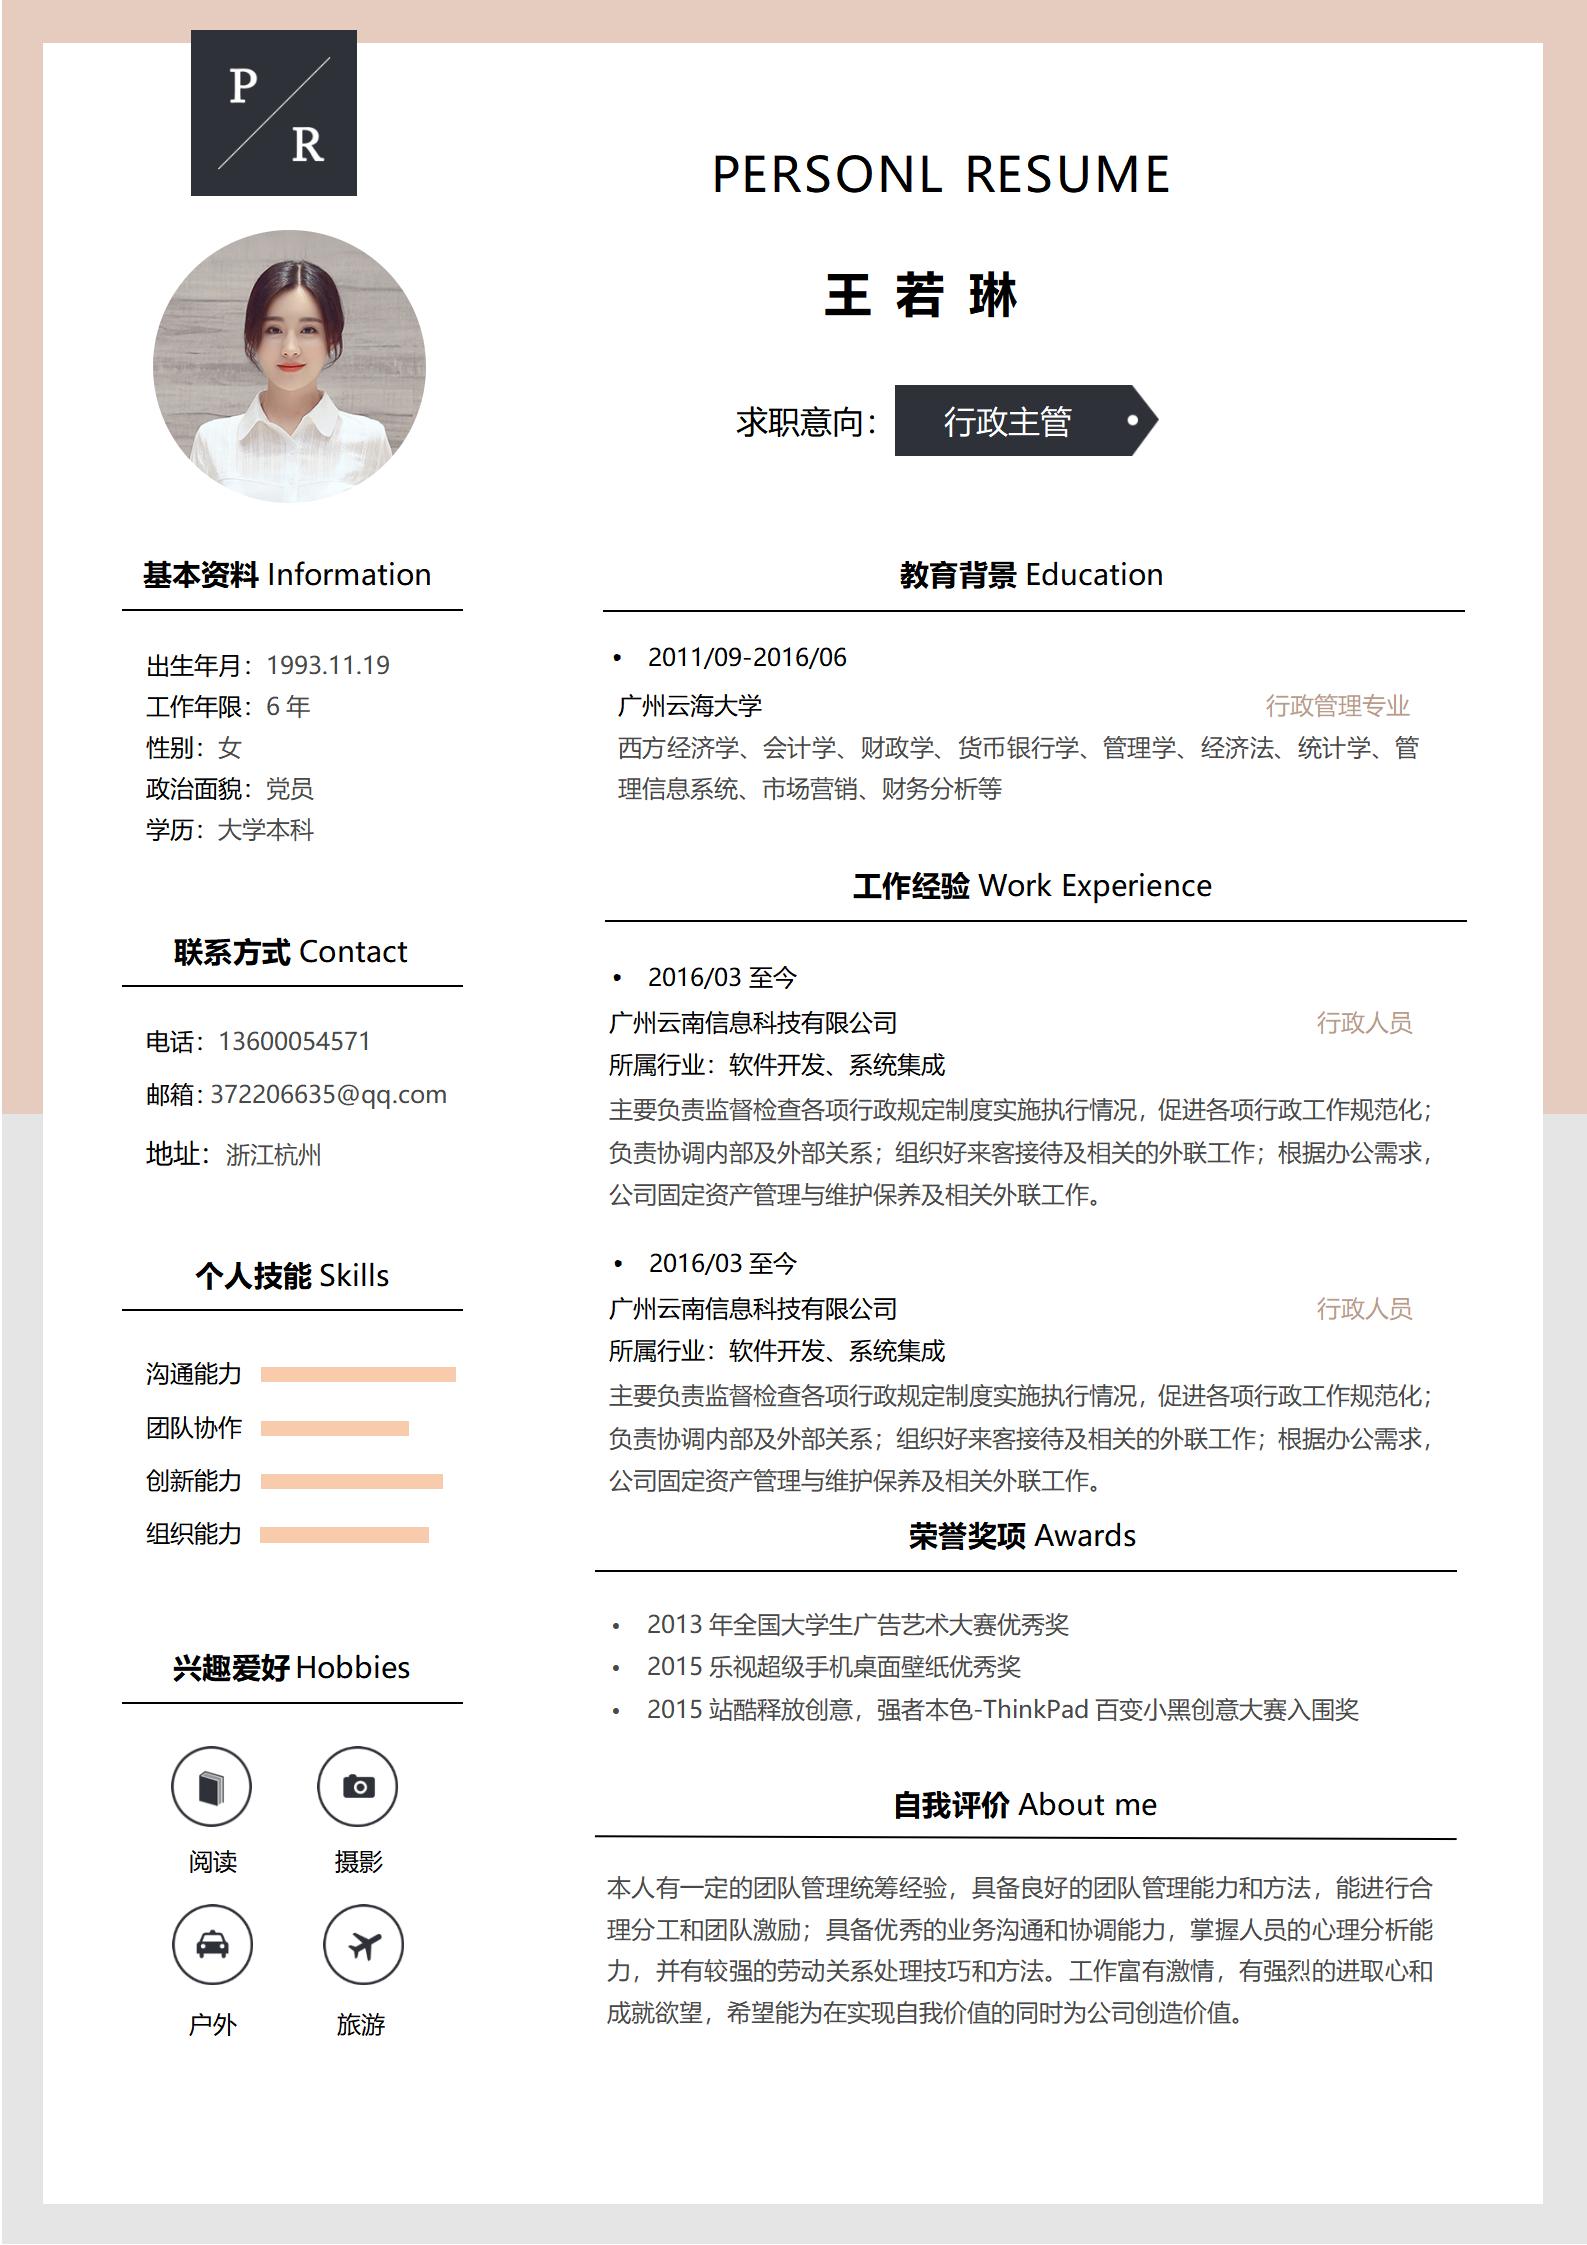 P
R
PERSONL RESUME
王若琳
求职意向：
行政主管
基本资料 Information
出生年月：1993.11.19
工作年限：6 年
性别：女
政治面貌：党员
学历：大学本科
联系方式 Contact
电话：13600054571
邮箱：372206635@qq.com
地址：浙江杭州
个人技能 Skills
沟通能力
团队协作
创新能力
组织能力
兴趣爱好 Hobbies
阅读
摄影
户外
旅游
教育背景 Education
• 2011/09-2016/06
广州云海大学 行政管理专业
西方经济学、会计学、财政学、货币银行学、管理学、经济法、统计学、管
理信息系统、市场营销、财务分析等
工作经验 Work Experience
• 2016/03 至今
广州云南信息科技有限公司 行政人员
所属行业：软件开发、系统集成
主要负责监督检查各项行政规定制度实施执行情况，促进各项行政工作规范化；
负责协调内部及外部关系；组织好来客接待及相关的外联工作；根据办公需求，
公司固定资产管理与维护保养及相关外联工作。
• 2016/03 至今
广州云南信息科技有限公司 行政人员
所属行业：软件开发、系统集成
主要负责监督检查各项行政规定制度实施执行情况，促进各项行政工作规范化；
负责协调内部及外部关系；组织好来客接待及相关的外联工作；根据办公需求，
公司固定资产管理与维护保养及相关外联工作。
荣誉奖项 Awards
• 2013 年全国大学生广告艺术大赛优秀奖
• 2015 乐视超级手机桌面壁纸优秀奖
• 2015 站酷释放创意，强者本色-ThinkPad 百变小黑创意大赛入围奖
自我评价 About me
本人有一定的团队管理统筹经验，具备良好的团队管理能力和方法，能进行合
理分工和团队激励；具备优秀的业务沟通和协调能力，掌握人员的心理分析能
力，并有较强的劳动关系处理技巧和方法。工作富有激情，有强烈的进取心和
成就欲望，希望能为在实现自我价值的同时为公司创造价值。